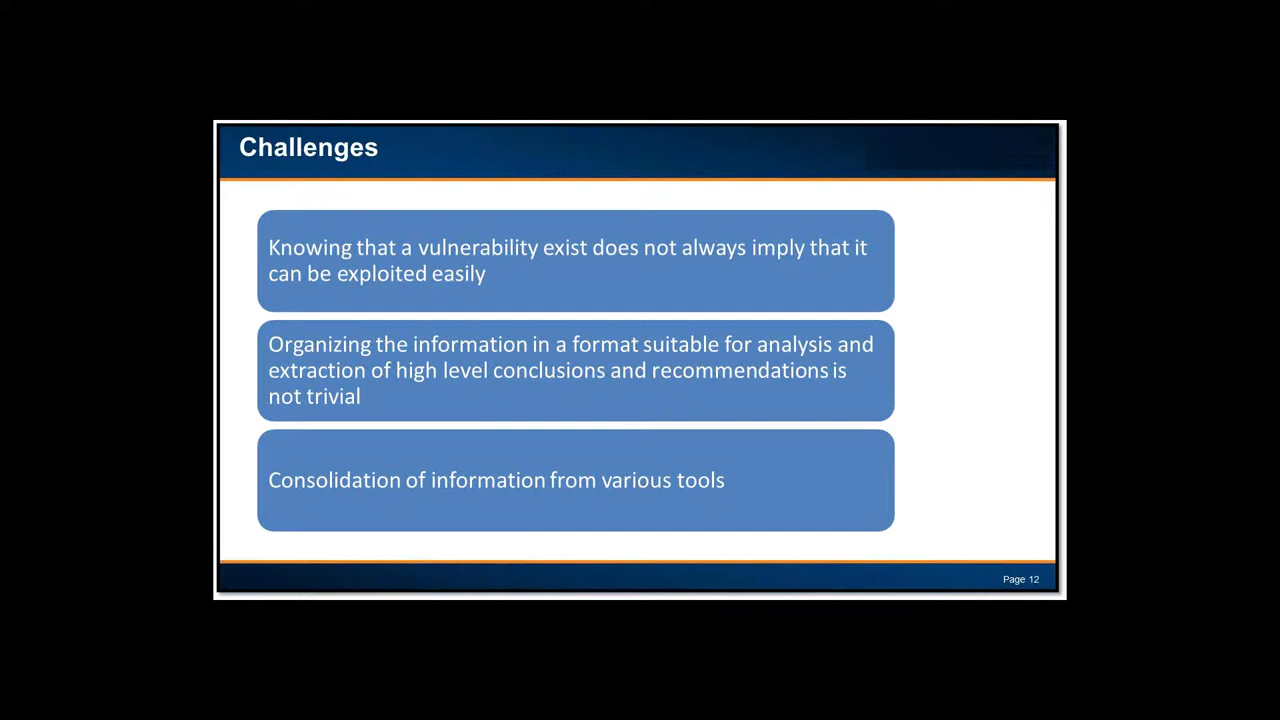 Challenges
Knowing that a vulnerability exist does not always imply that it
can be exploited easily
Organizing the information in a format suitable for analysis and
extraction of high level conclusions and recommendations is
not trivial
Consolidation of information from various tools
Page 12